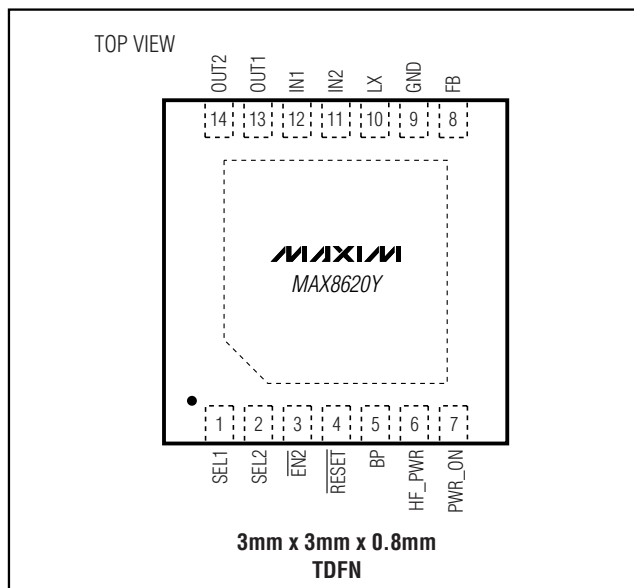 TOP VIEW
OUT2 OUT1 IN1 IN2 LX GND FB
14 13 12 11 10 9 8
MAXIM
MAX8620Y
1 2 3 4 5 6 7
SEL1 SEL2 EN2 RESET BP HF_PWR PWR_ON
3mm x 3mm x 0.8mm
TDFN